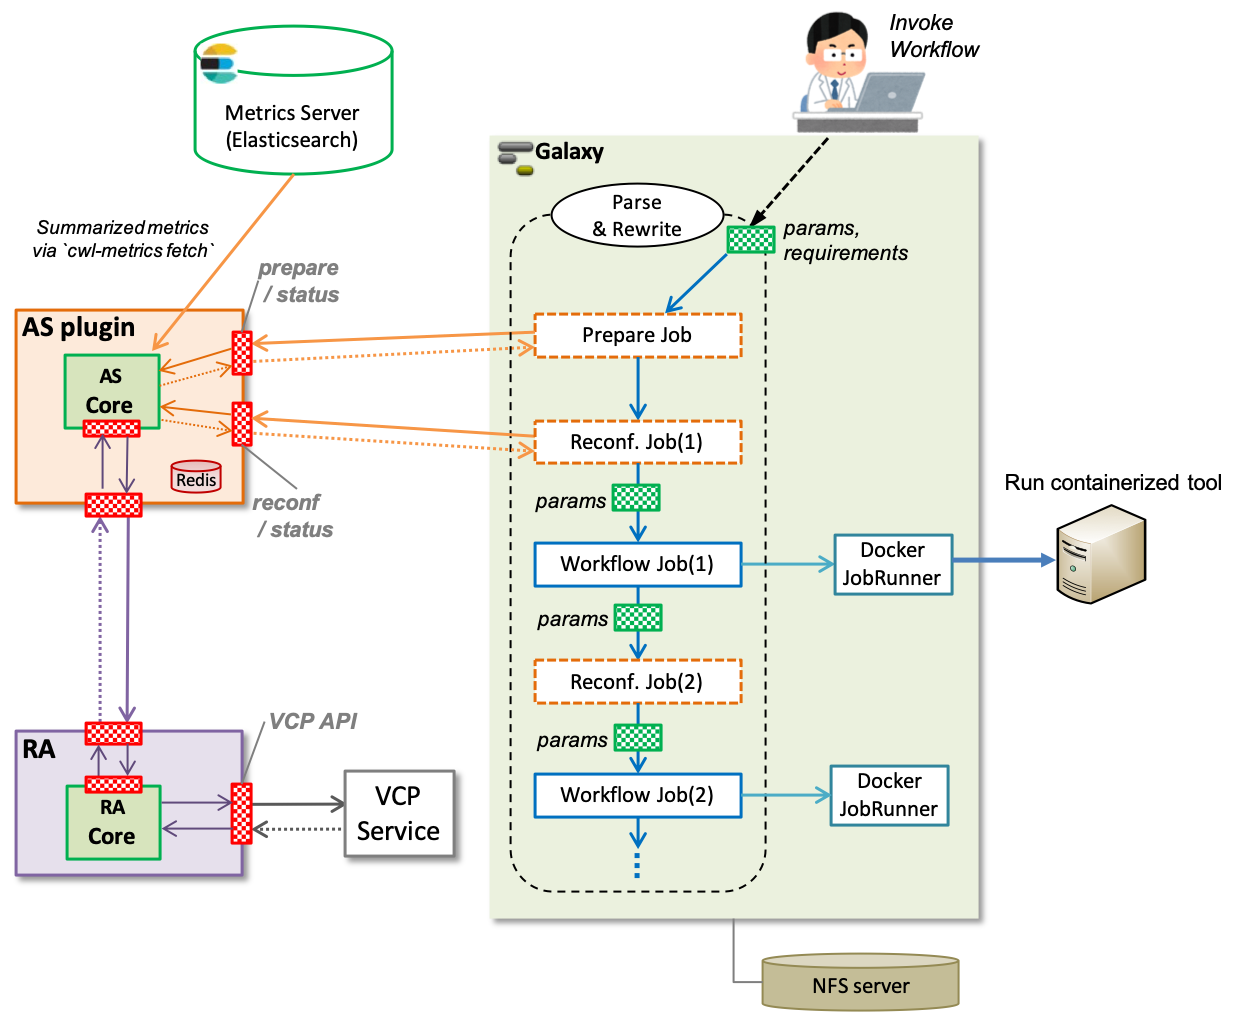 Invoke
Workflow
Metrics Server
(Elasticsearch)
Galaxy
Parse
& Rewrite
params,
requirements
Summarized metrics
via `cwl-metrics fetch`
prepare
/ status
AS plugin
AS
Core
Redis
reconf
/ status
Prepare Job
Reconf. Job(1)
params
Workflow Job(1)
Docker
JobRunner
Run containerized tool
params
Reconf. Job(2)
params
Workflow Job(2)
Docker
JobRunner
VCP API
RA
RA
Core
VCP
Service
NFS server